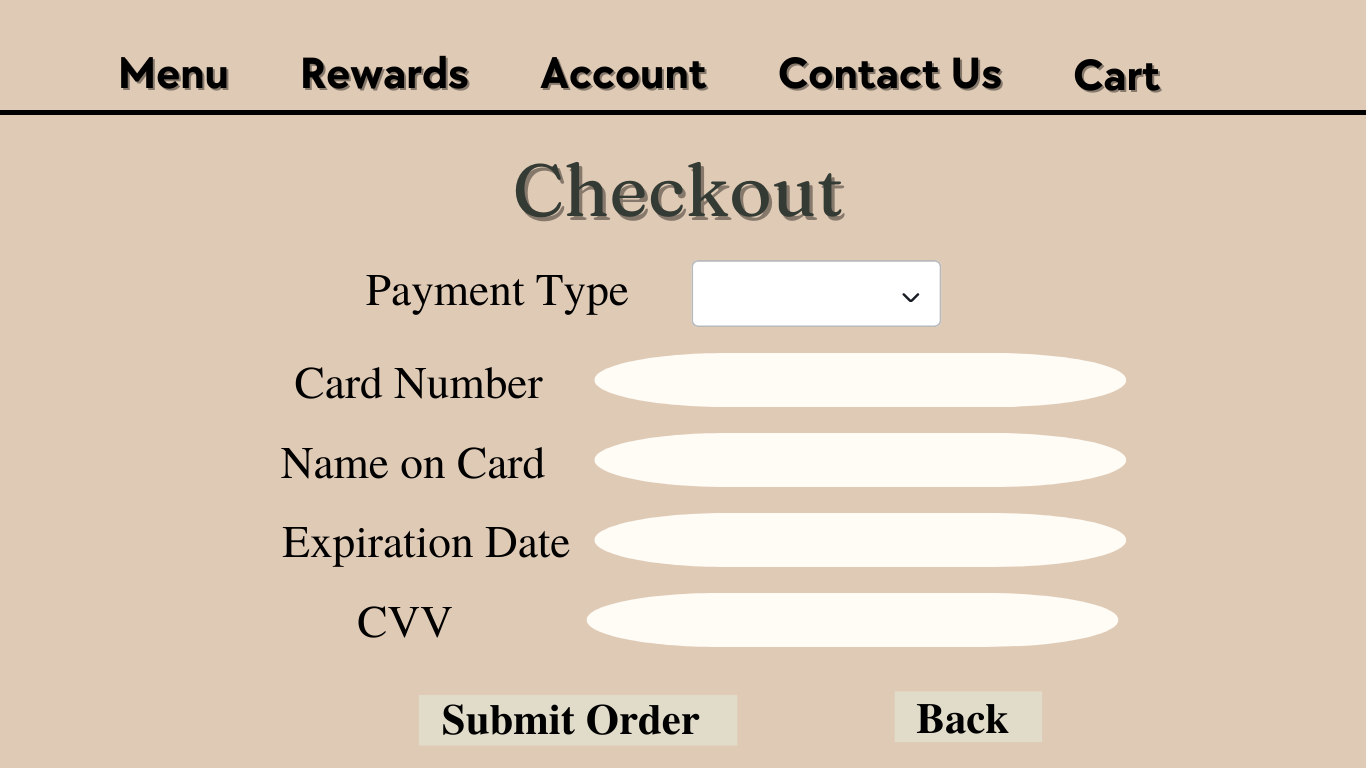 Menu Rewards Account Contact Us Cart
Checkout
Payment Type
Card Number
Name on Card
Expiration Date
CVV
Submit Order Back